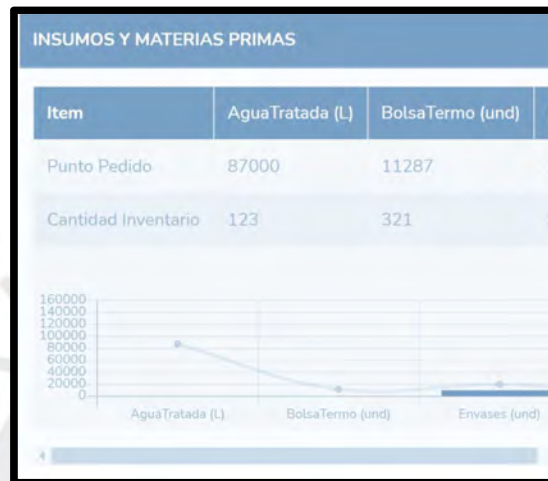 INSUMOS Y MATERIAS PRIMAS
Item AguaTratada (L) BolsaTermo (und)
Punto Pedido 87000 11287
Cantidad Inventario 123 321
160000
140000
120000
100000
80000
60000
40000
20000
0
AguaTratada (L) BolsaTermo (und) Envases (und)